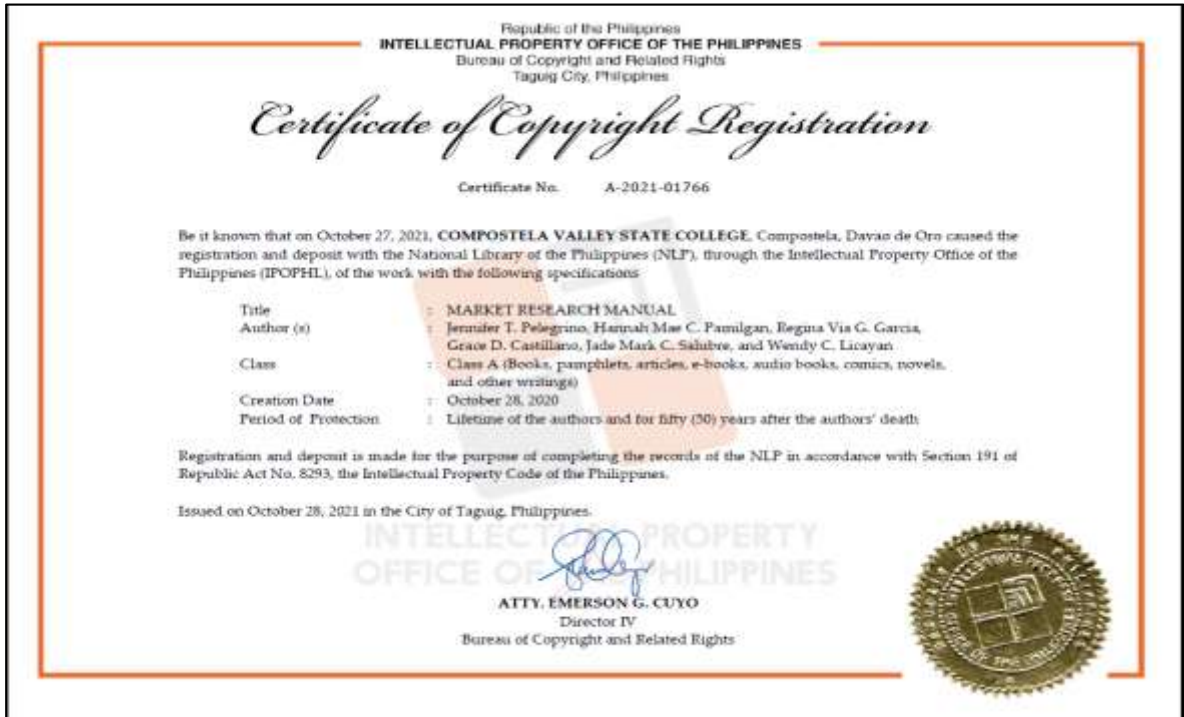 Republic of the Philippines
INTELLECTUAL PROPERTY OFFICE OF THE PHILIPPINES
Bureau of Copyright and Related Rights
Taguig City, Philippines
Certificate of Copyright Registration
Certificate No. A-2021-01766
Be it known that on October 27, 2021, COMPOSTELA VALLEY STATE COLLEGE, Compostela, Davao de Oro caused the
registration and deposit with the National Library of the Philippines (NLP), through the Intellectual Property Office of the
Philippines (IPOPHL), of the work with the following specifications
Title : MARKET RESEARCH MANUAL
Author (s) : Jennifer T. Pelegrino, Hannah Mae C. Pamilgan, Regina Via G. Garcia,
Grace D. Castillano, Jade Mark C. Salubre, and Wendy C. Licayan
Class : Class A (Books, pamphlets, articles, e-books, audio books, comics, novels,
and other writings)
Creation Date : October 28, 2020
Period of Protection : Lifetime of the authors and for fifty (50) years after the authors' death
Registration and deposit is made for the purpose of completing the records of the NLP in accordance with Section 191 of
Republic Act No. 8293, the Intellectual Property Code of the Philippines.
Issued on October 28, 2021 in the City of Taguig, Philippines.
INTELLECTUAL PROPERTY
OFFICE OF PHILIPPINES
ATTY. EMERSON G. CUYO
Director IV
Bureau of Copyright and Related Rights